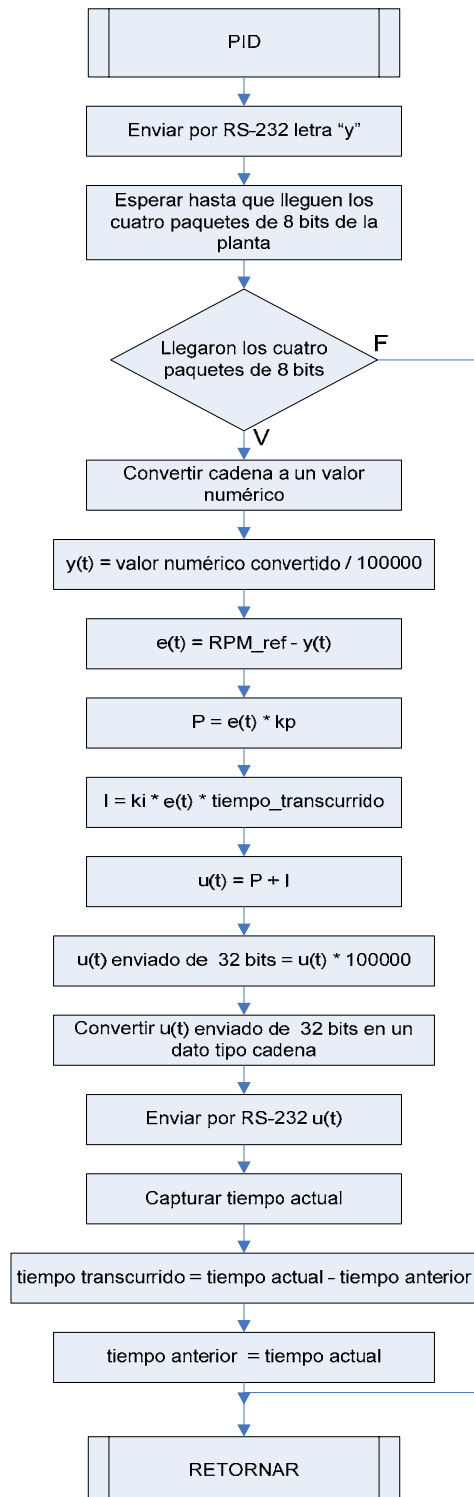 PID
Enviar por RS-232 letra “y”
Esperar hasta que lleguen los
cuatro paquetes de 8 bits de la
planta
Llegaron los cuatro
paquetes de 8 bits
F
V
Convertir cadena a un valor
numérico
y(t) = valor numérico convertido / 100000
e(t) = RPM_ref - y(t)
P = e(t) * kp
I = ki * e(t) * tiempo_transcurrido
u(t) = P + I
u(t) enviado de 32 bits = u(t) * 100000
Convertir u(t) enviado de 32 bits en un
dato tipo cadena
Enviar por RS-232 u(t)
Capturar tiempo actual
tiempo transcurrido = tiempo actual - tiempo anterior
tiempo anterior = tiempo actual
RETORNAR